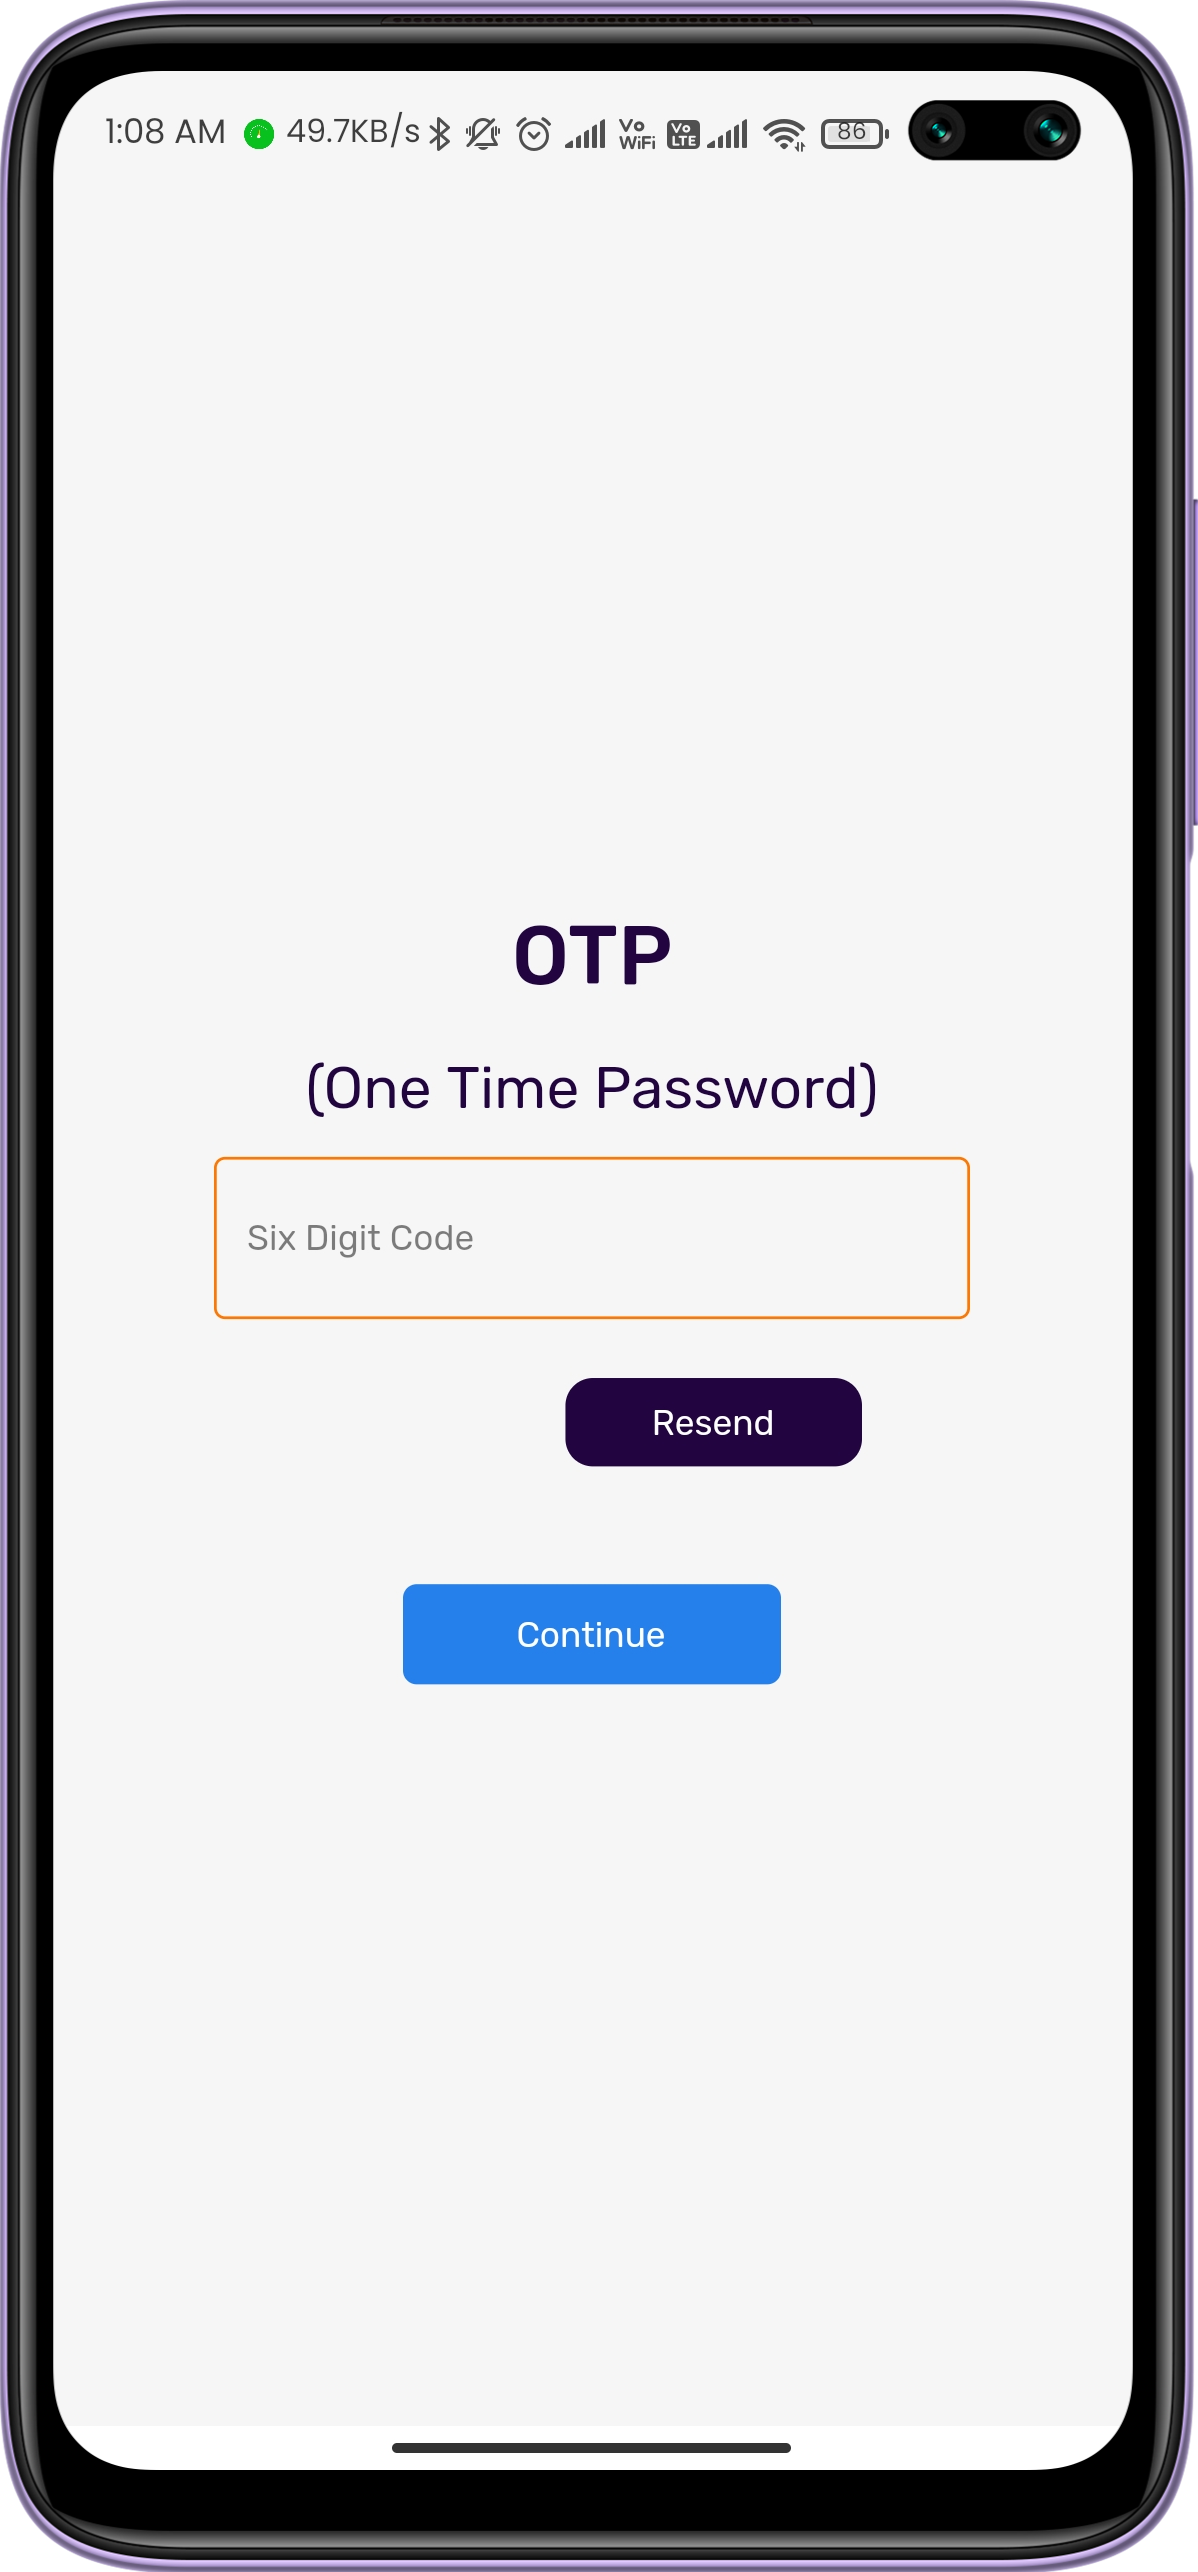 1:08 AM 49.7KB/s Vo WiFi Vo LTE 86
OTP
(One Time Password)
Six Digit Code
Resend
Continue